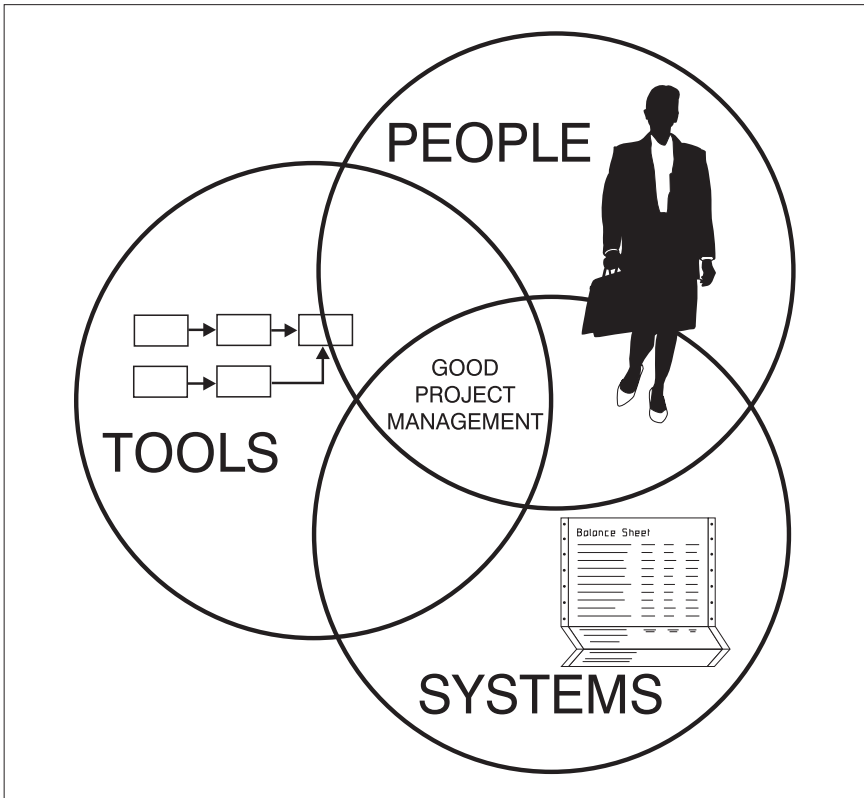 PEOPLE
GOOD
PROJECT
MANAGEMENT
TOOLS
Balance Sheet
SYSTEMS